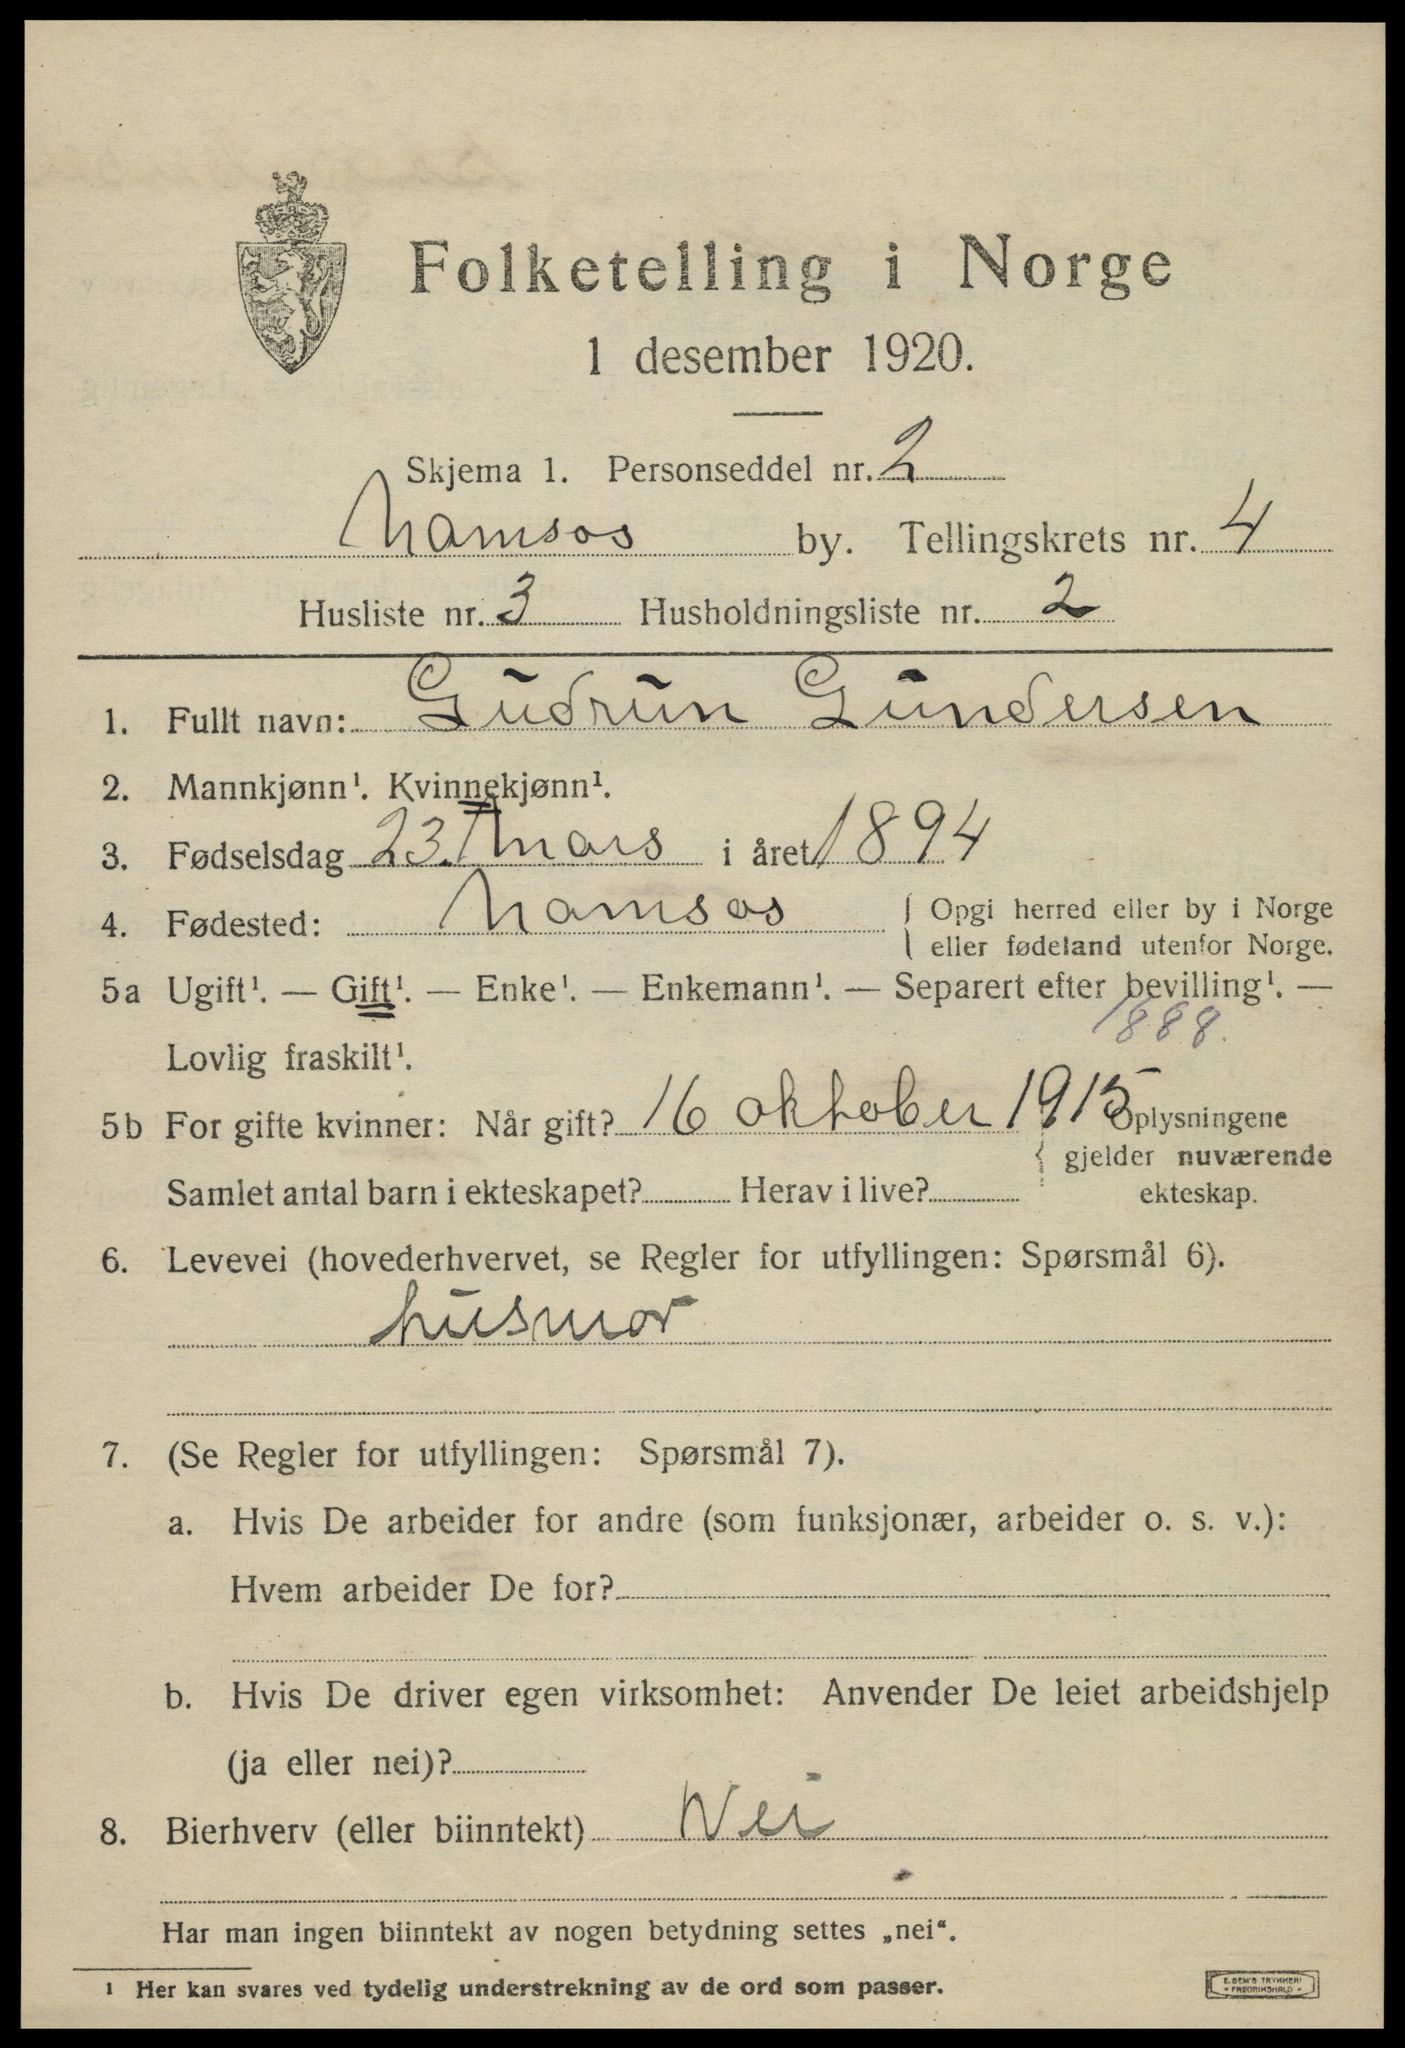 Folketelling i Norge
1 desember 1920.
Skjema 1. Personseddel nr. 2
Namsos by. Tellingskrets nr. 4
Husliste nr. 3 Husholdningsliste nr. 2
1. Fullt navn: Gudrun Gundersen
2. Mannkjønn¹. Kvinnekjønn¹.
3. Fødselsdag 23. mars i året 1894
4. Fødested: Namsos { Opgi herred eller by i Norge
eller fødeland utenfor Norge.
5a Ugift¹. — Gift¹. — Enke¹. — Enkemann¹. — Separert efter bevilling¹. —
1888.
Lovlig fraskilt¹.
5b For gifte kvinner: Når gift? 16 oktober 1915 Oplysningene
gjelder nuværende
Samlet antal barn i ekteskapet? Herav i live? ekteskap.
6. Levevei (hovederhvervet, se Regler for utfyllingen: Spørsmål 6).
husmor
7. (Se Regler for utfyllingen: Spørsmål 7).
a. Hvis De arbeider for andre (som funksjonær, arbeider o. s. v.):
Hvem arbeider De for?
b. Hvis De driver egen virksomhet: Anvender De leiet arbeidshjelp
(ja eller nei)?
8. Bierhverv (eller biinntekt) Nei
Har man ingen biinntekt av nogen betydning settes „nei“.
¹ Her kan svares ved tydelig understrekning av de ord som passer.
E. SEM'S TRYKKERI
FREDRIKSHALD